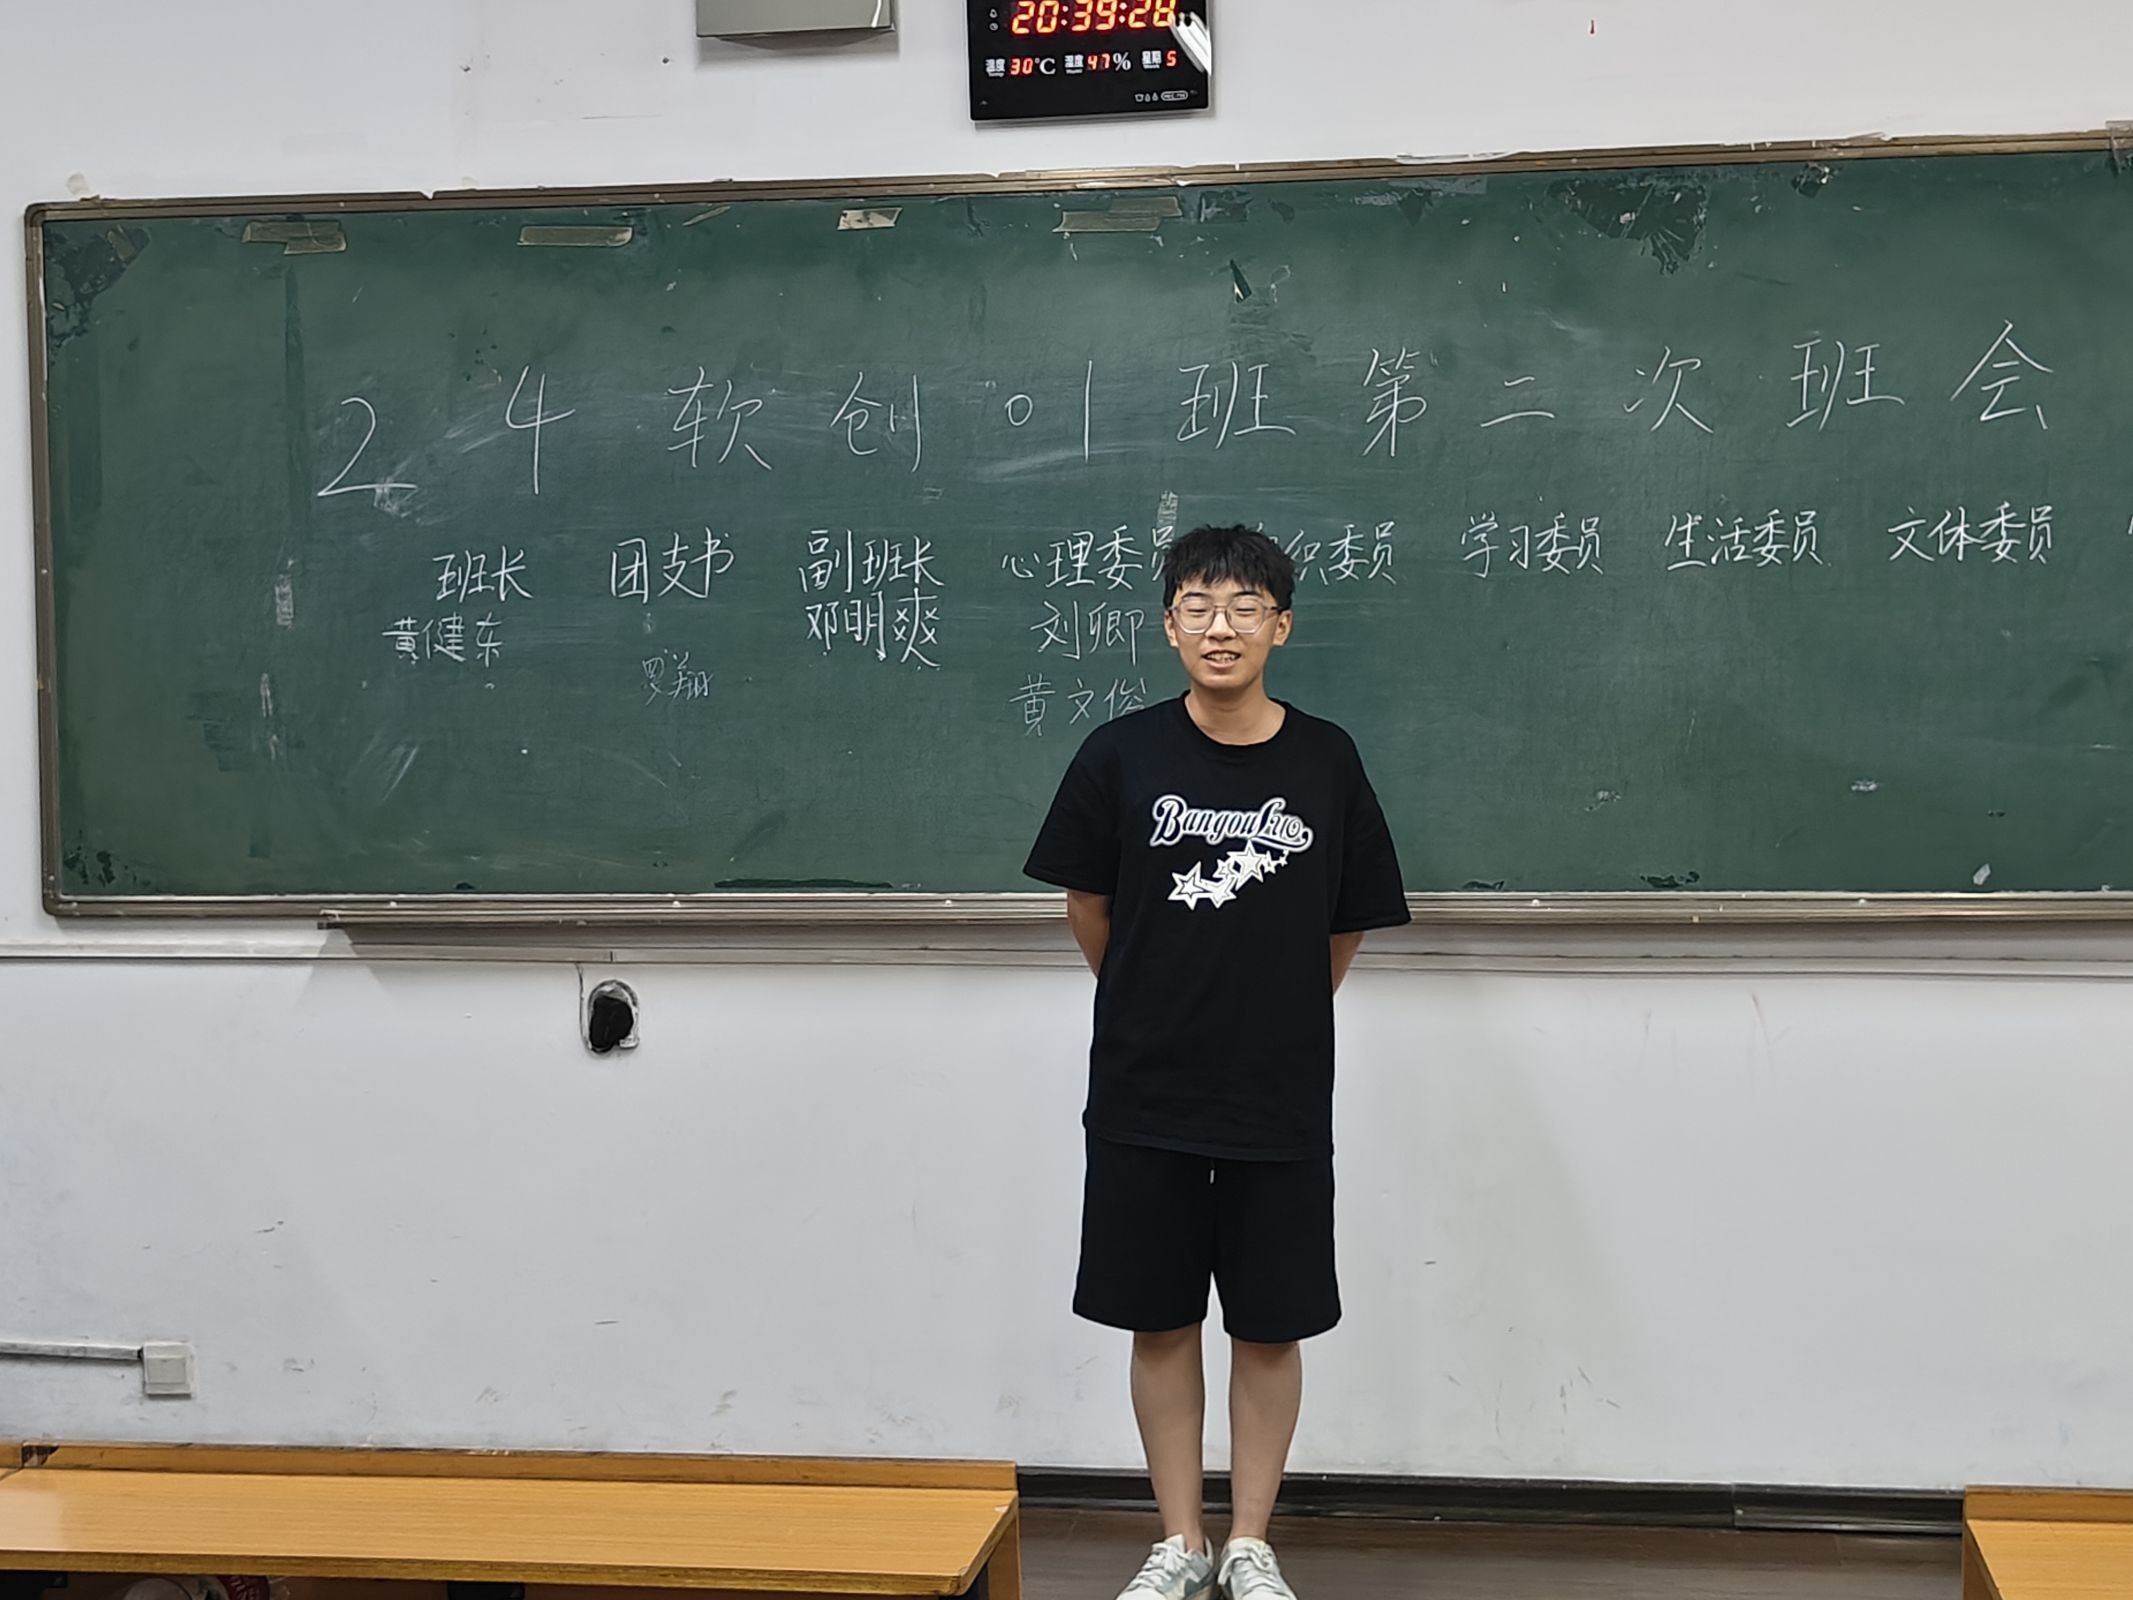 20:39:28
温度 30℃ 湿度 47% 星期 5
24软创01班第二次班会
班长 团支书 副班长 心理委员 织委员 学习委员 生活委员 文体委员
黄健东 罗翔 邓明爽 刘卿
黄文俊
BangouLuo